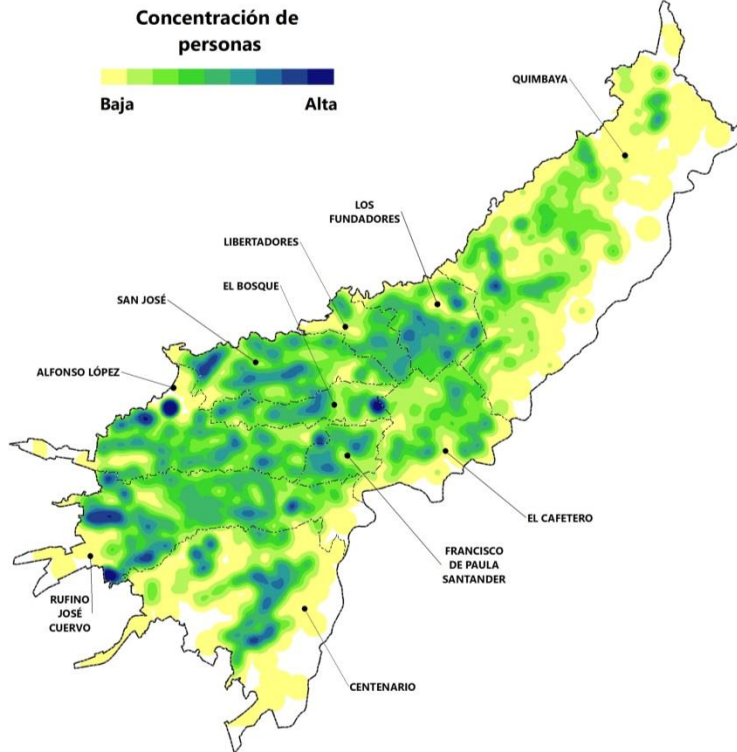 Concentración de
personas
Baja
Alta
QUIMBAYA
LOS
FUNDADORES
LIBERTADORES
EL BOSQUE
SAN JOSÉ
ALFONSO LÓPEZ
EL CAFETERO
FRANCISCO
DE PAULA
SANTANDER
RUFINO
JOSÉ
CUERVO
CENTENARIO